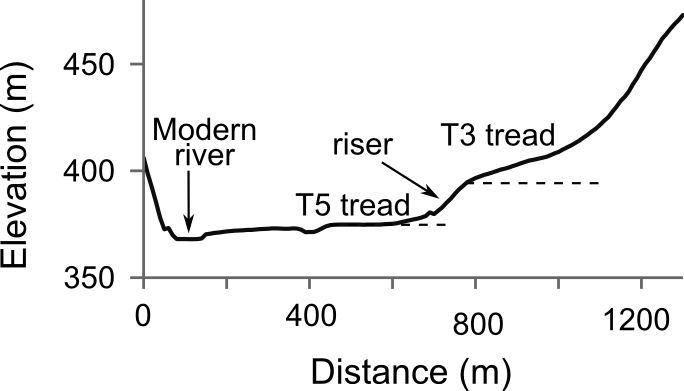 450
Elevation (m)
Modern
river
riser
T3 tread
400
T5 tread
350
0
400
800
1200
Distance (m)